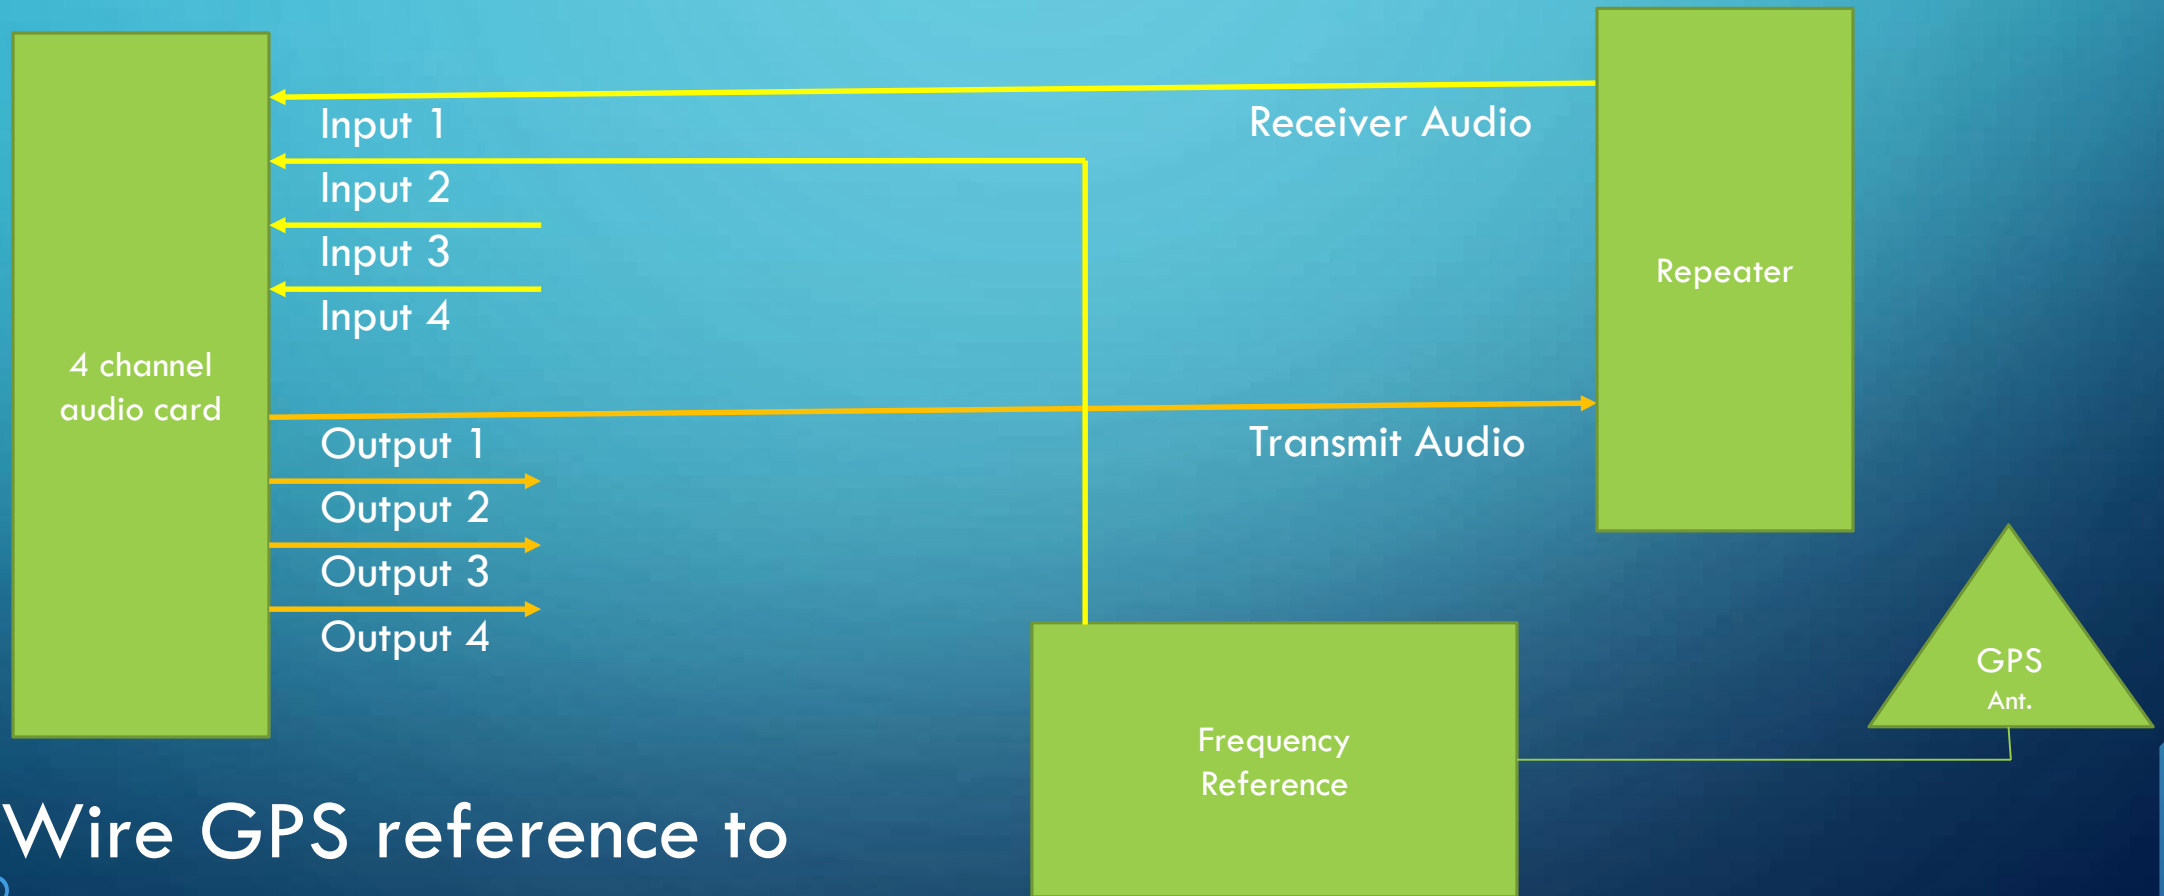 Input 1
Receiver Audio
Input 2
Input 3
Repeater
Input 4
4 channel
audio card
Output 1
Transmit Audio
Output 2
Output 3
Output 4
GPS
Ant.
Frequency
Reference
Wire GPS reference to